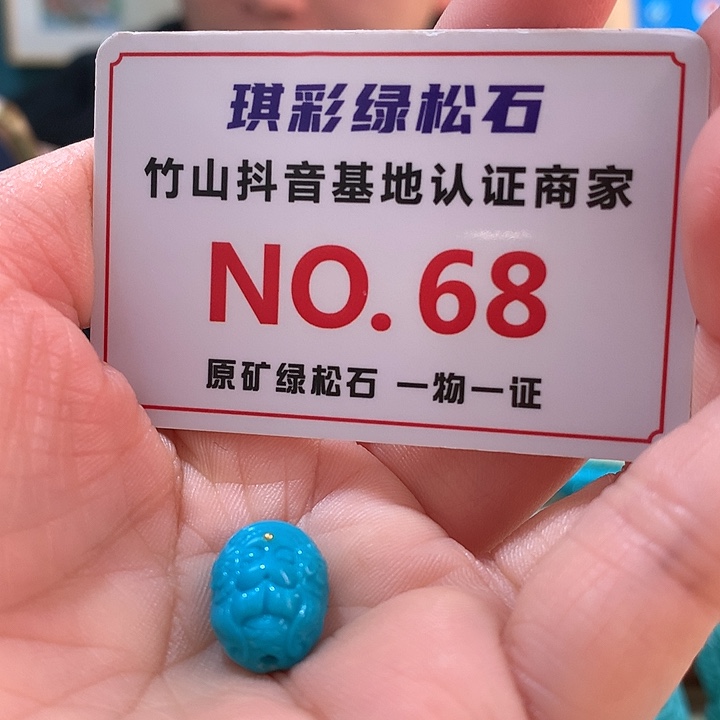 琪彩绿松石
竹山抖音基地认证商家
NO.68
原矿绿松石 一物一证